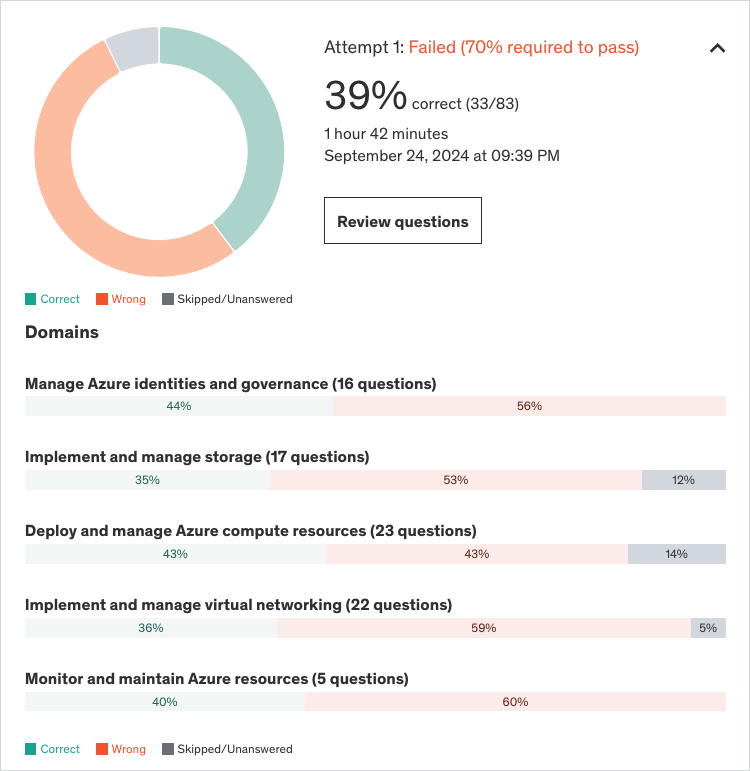 Attempt 1: Failed (70% required to pass)
39% correct (33/83)
1 hour 42 minutes
September 24, 2024 at 09:39 PM
Review questions
Correct Wrong Skipped/Unanswered
Domains
Manage Azure identities and governance (16 questions)
44% 56%
Implement and manage storage (17 questions)
35% 53% 12%
Deploy and manage Azure compute resources (23 questions)
43% 43% 14%
Implement and manage virtual networking (22 questions)
36% 59% 5%
Monitor and maintain Azure resources (5 questions)
40% 60%
Correct Wrong Skipped/Unanswered